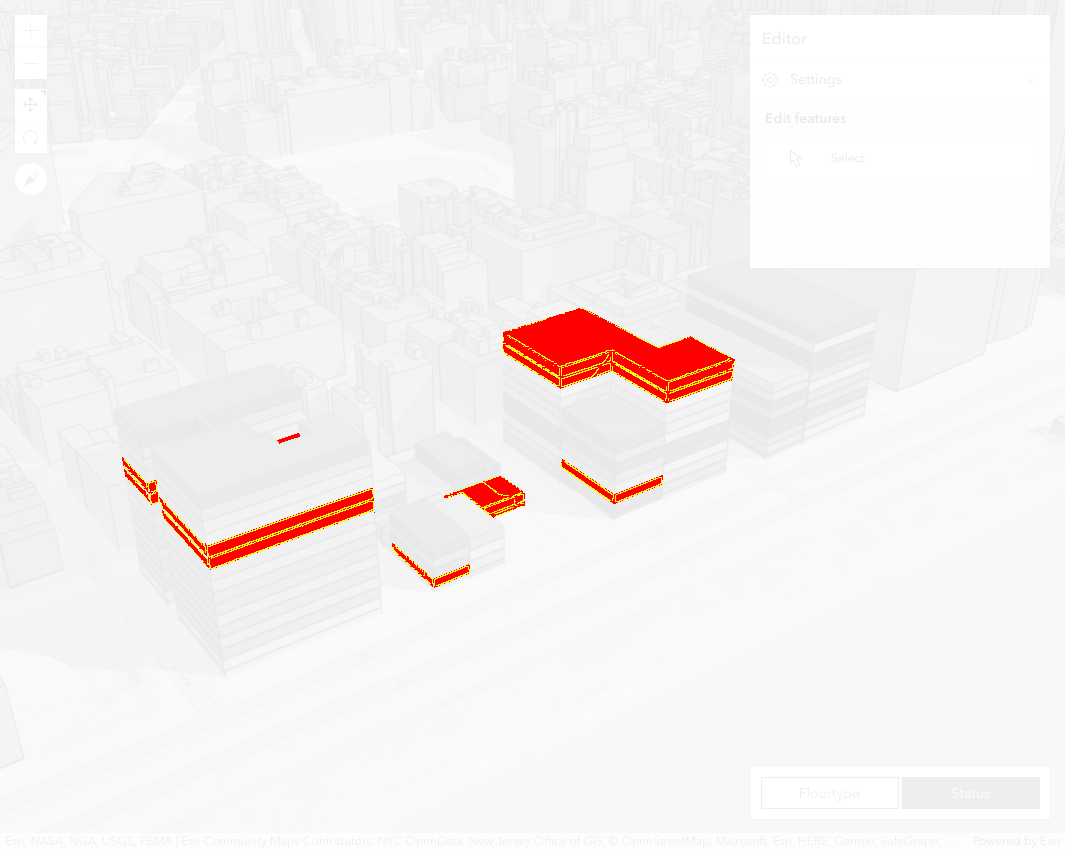 Editor
Settings
Edit features
Select
Floortype
Status
Esri, NASA, NGA, USGS, FEMA | Esri Community Maps Contributors, NYC OpenData, New Jersey Office of GIS, © OpenStreetMap, Microsoft, Esri, HERE, Garmin, SafeGraph,
Powered by Esri